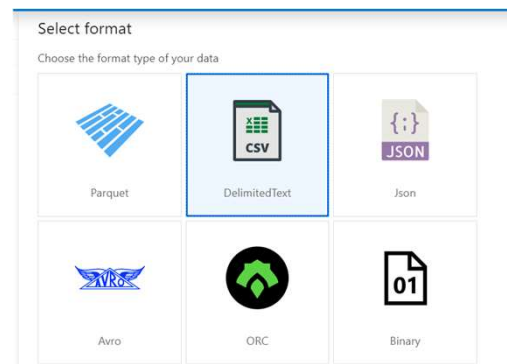 Select format
Choose the format type of your data
X
CSV
{;}
JSON
Parquet
DelimitedText
Json
AVRO
01
Avro
ORC
Binary